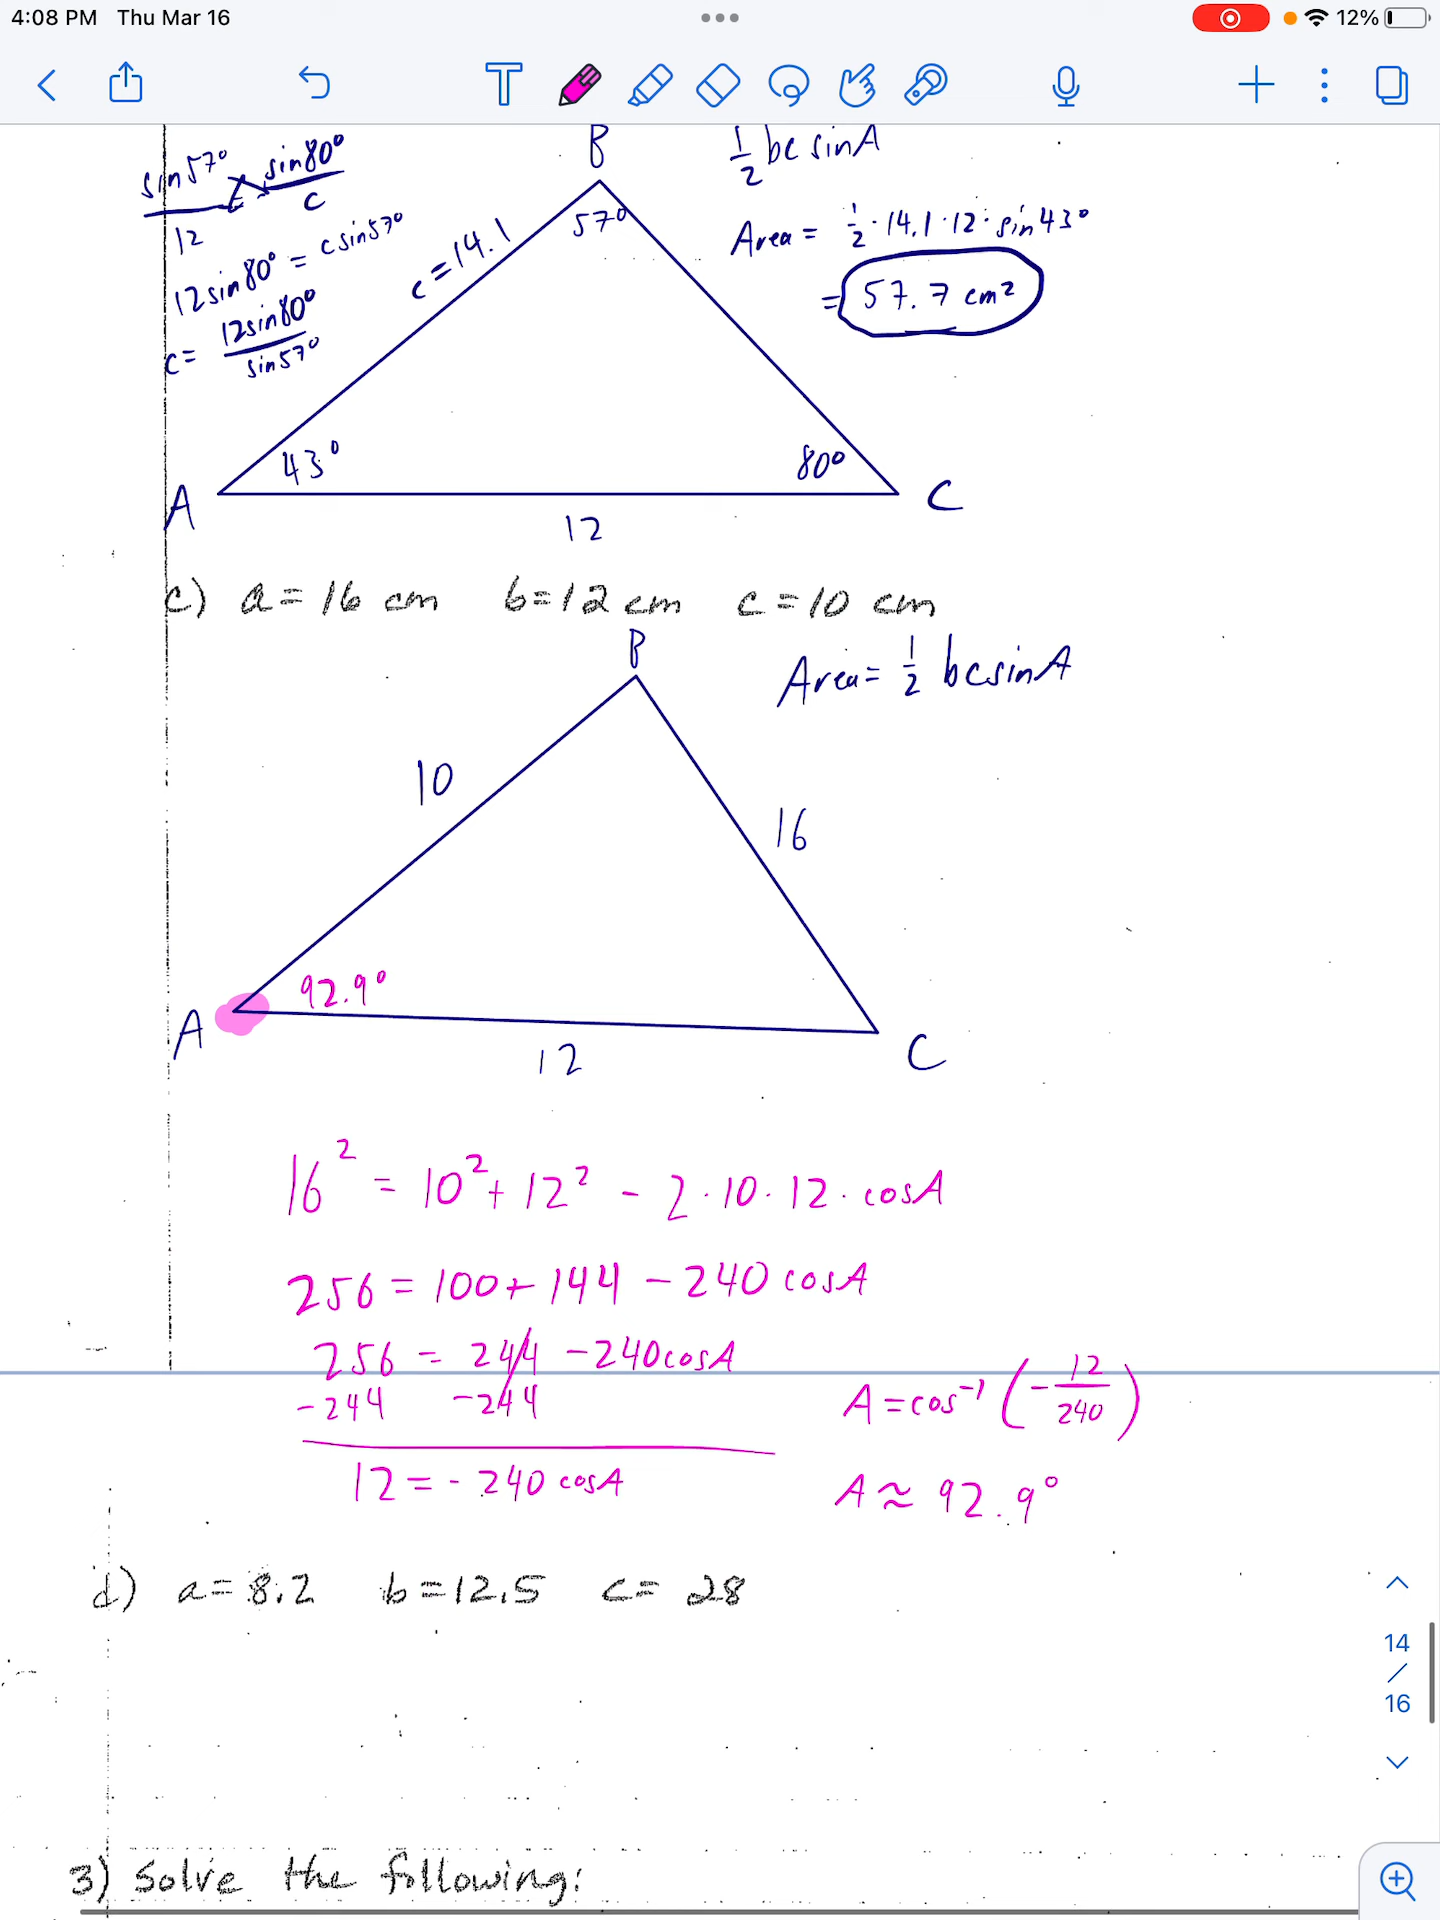 4:08 PM Thu Mar 16
12%
sin57° / 12 = sin80° / c
12sin80° = csin57°
c = 12sin80° / sin57°
B
57°
c=14.1
43°
80°
A
C
12
1/2 bc sinA
Area = 1/2 · 14.1 · 12 · sin43°
= 57.7 cm²
c) a = 16 cm b=12 cm c = 10 cm
B
Area = 1/2 bcsinA
10
16
92.9°
A
12
C
16² = 10² + 12² - 2·10·12·cosA
256 = 100 + 144 - 240 cosA
256 = 244 -240cosA
-244 -244
12 = - 240 cosA
A = cos⁻¹ (-12/240)
A ≈ 92.9°
d) a = 8.2 b = 12.5 c = 28
14
/
16
3) Solve the following: